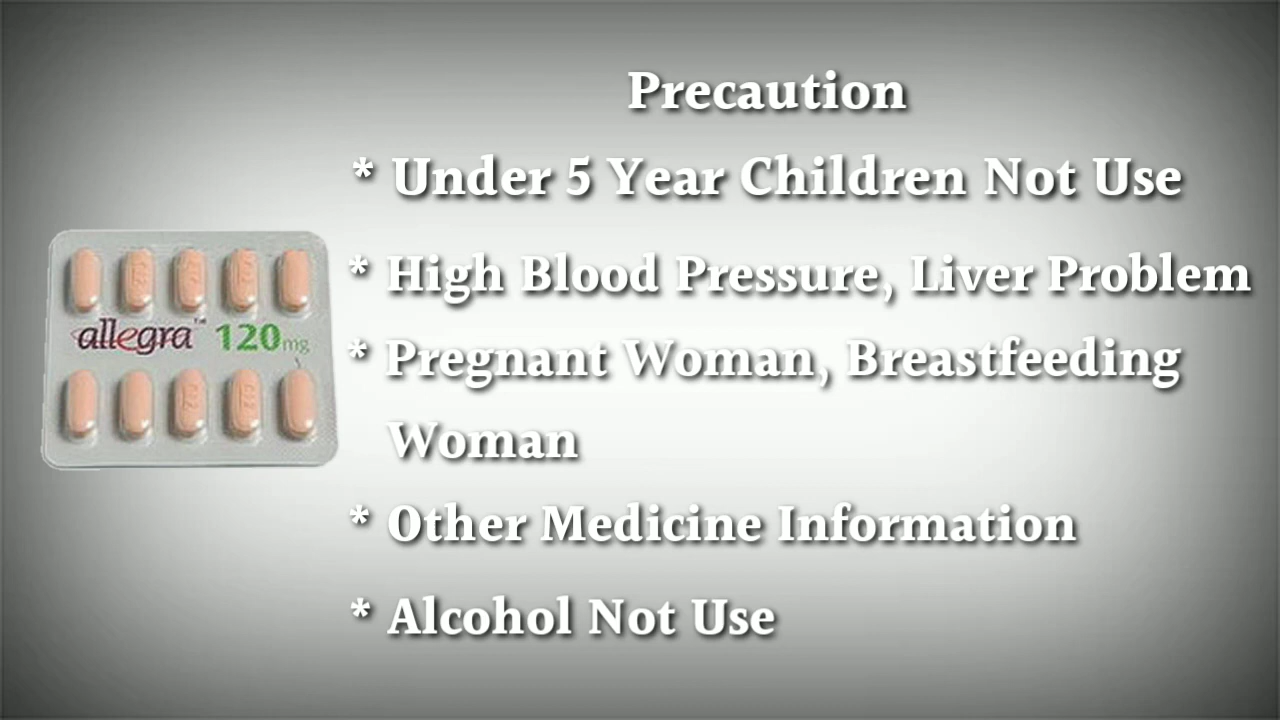 Precaution
* Under 5 Year Children Not Use
* High Blood Pressure, Liver Problem
allegra™ 120mg
* Pregnant Woman, Breastfeeding
Woman
* Other Medicine Information
* Alcohol Not Use